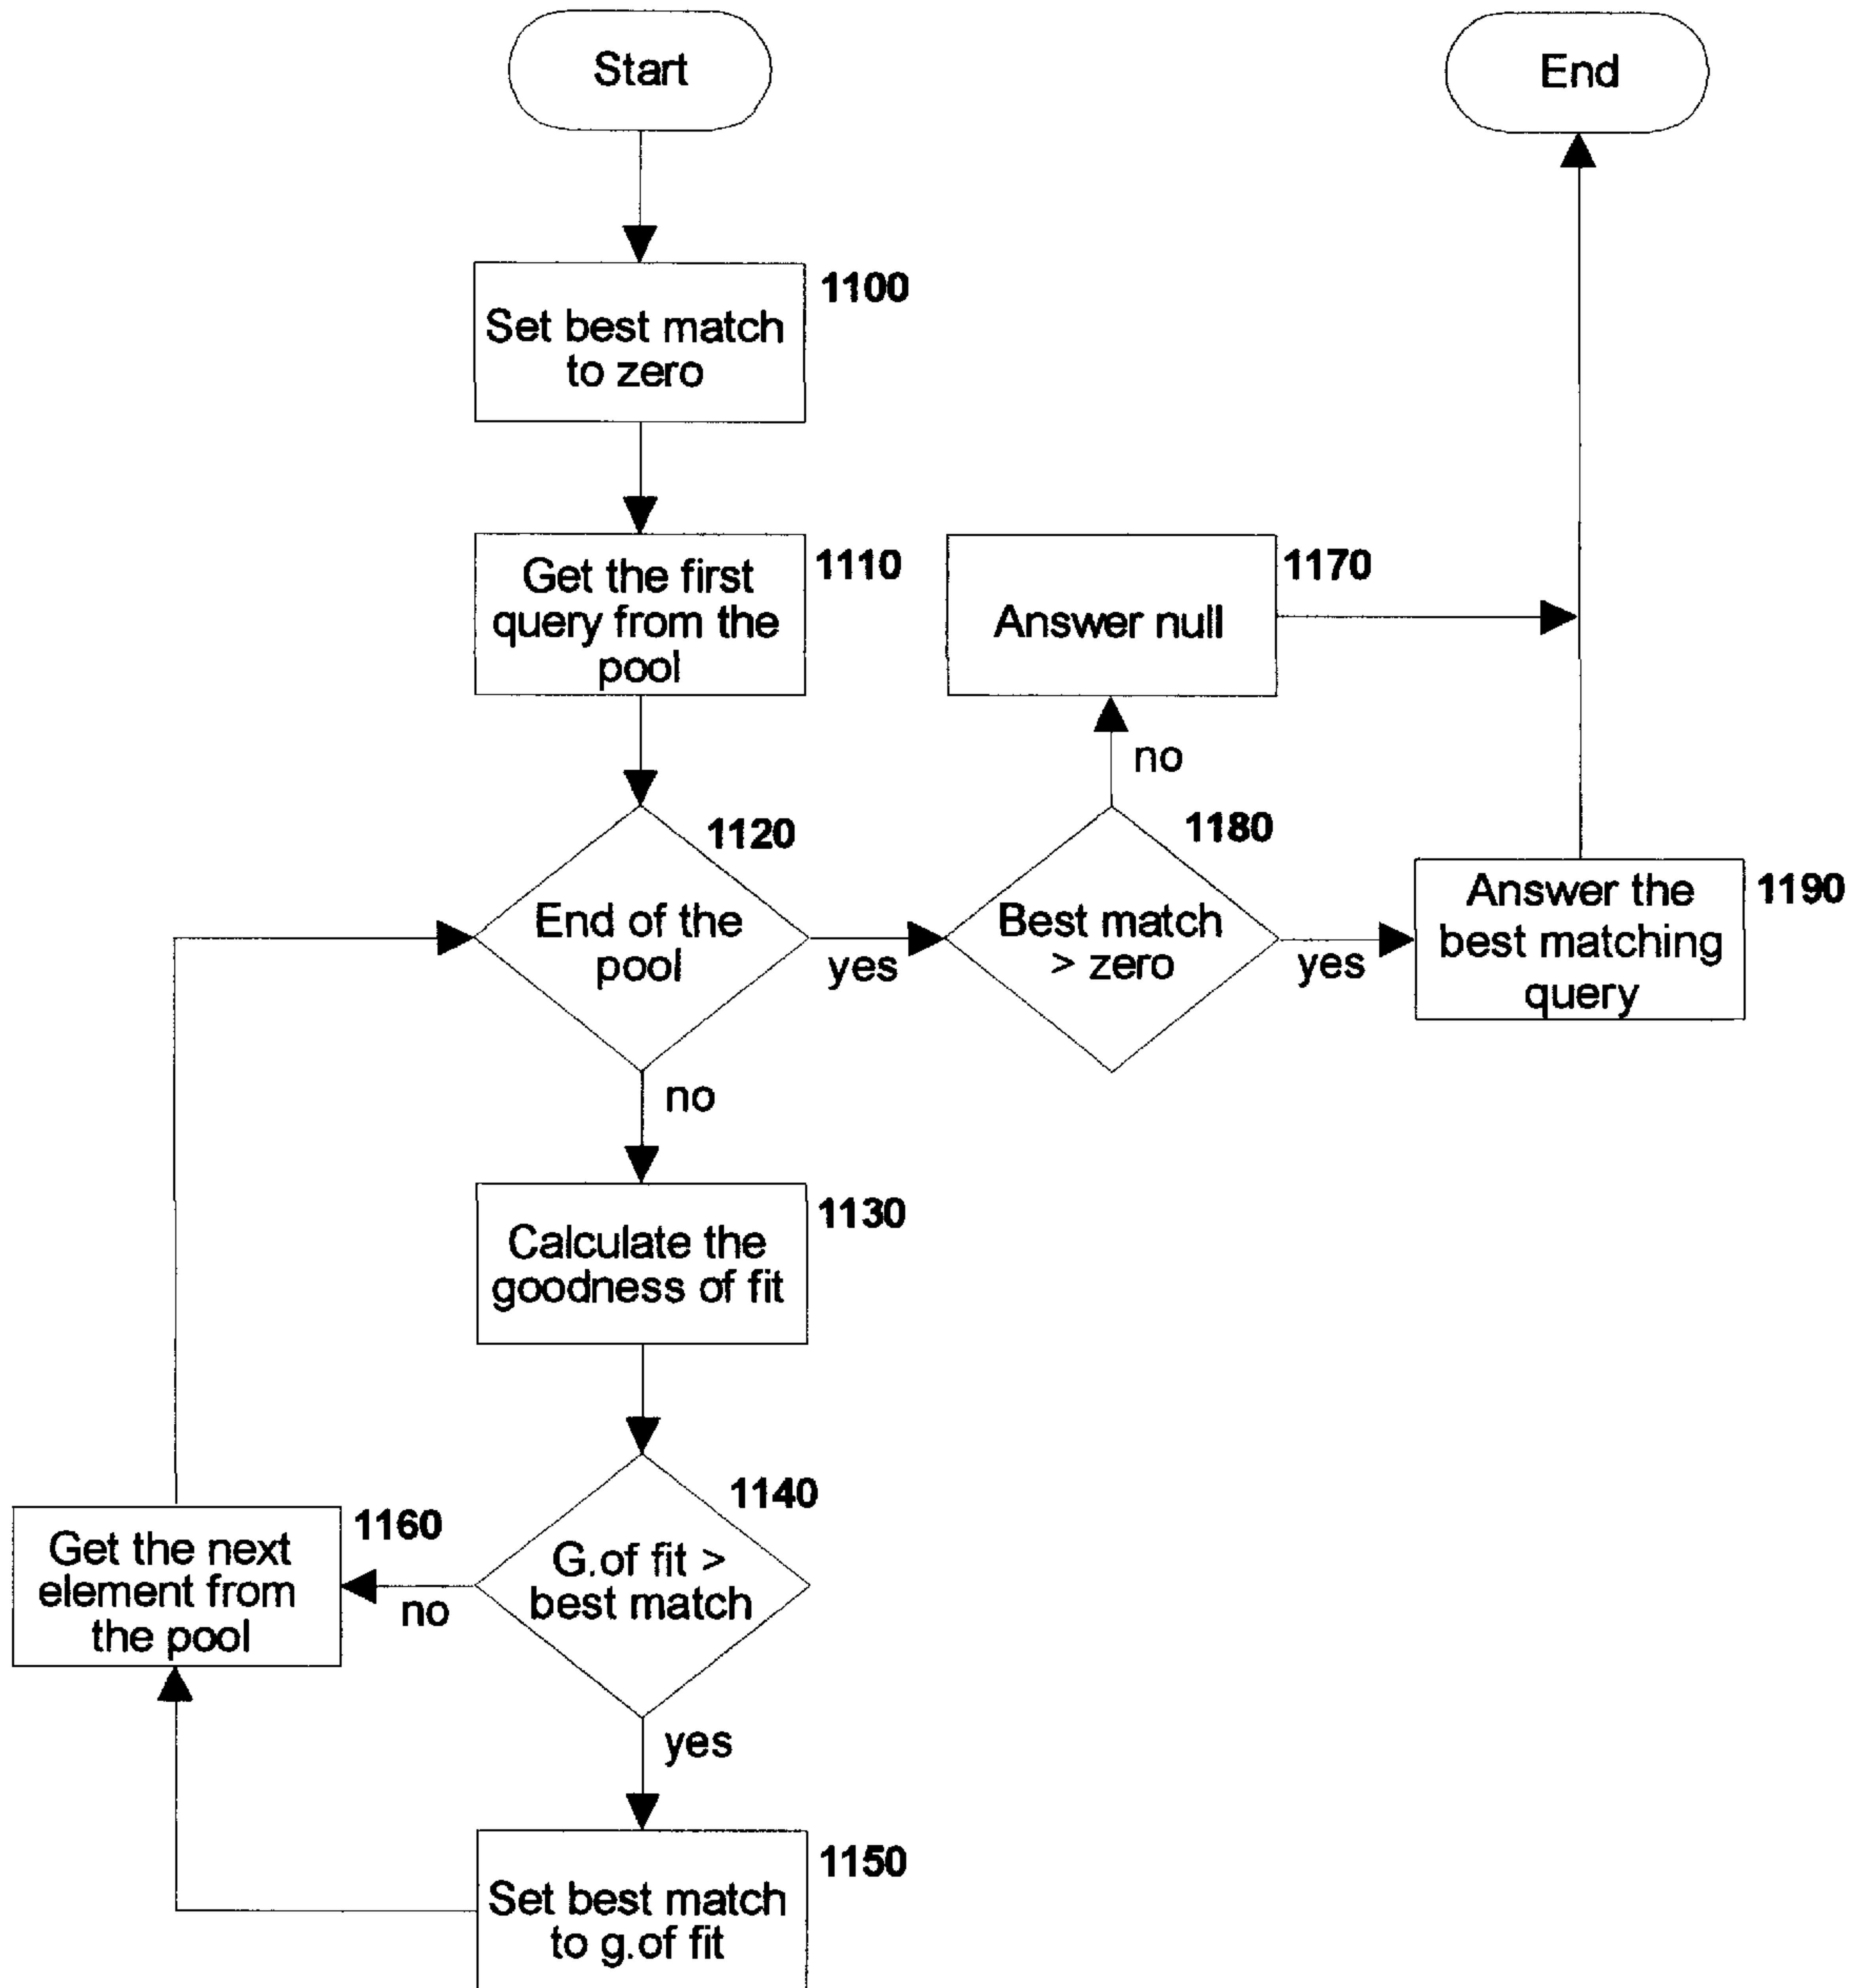 Start
End
1100
Set best match
to zero
1110
Get the first
query from the
pool
1170
Answer null
no
1120
End of the
pool
yes
1180
Best match
> zero
yes
1190
Answer the
best matching
query
no
1130
Calculate the
goodness of fit
1140
G.of fit >
best match
no
1160
Get the next
element from
the pool
yes
1150
Set best match
to g.of fit